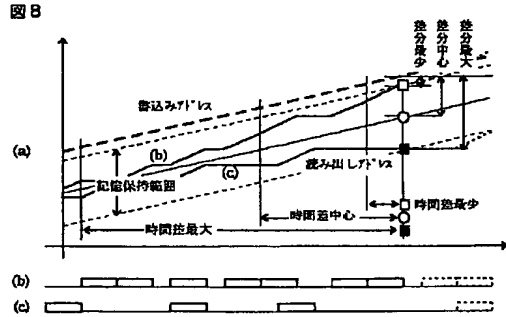 図8
差分最少
差分中心
差分最大
書込みアドレス
(a)
(b)
読み出しアドレス
記憶保持範囲
(c)
時間差最少
時間差中心
時間差最大
(b)
(c)